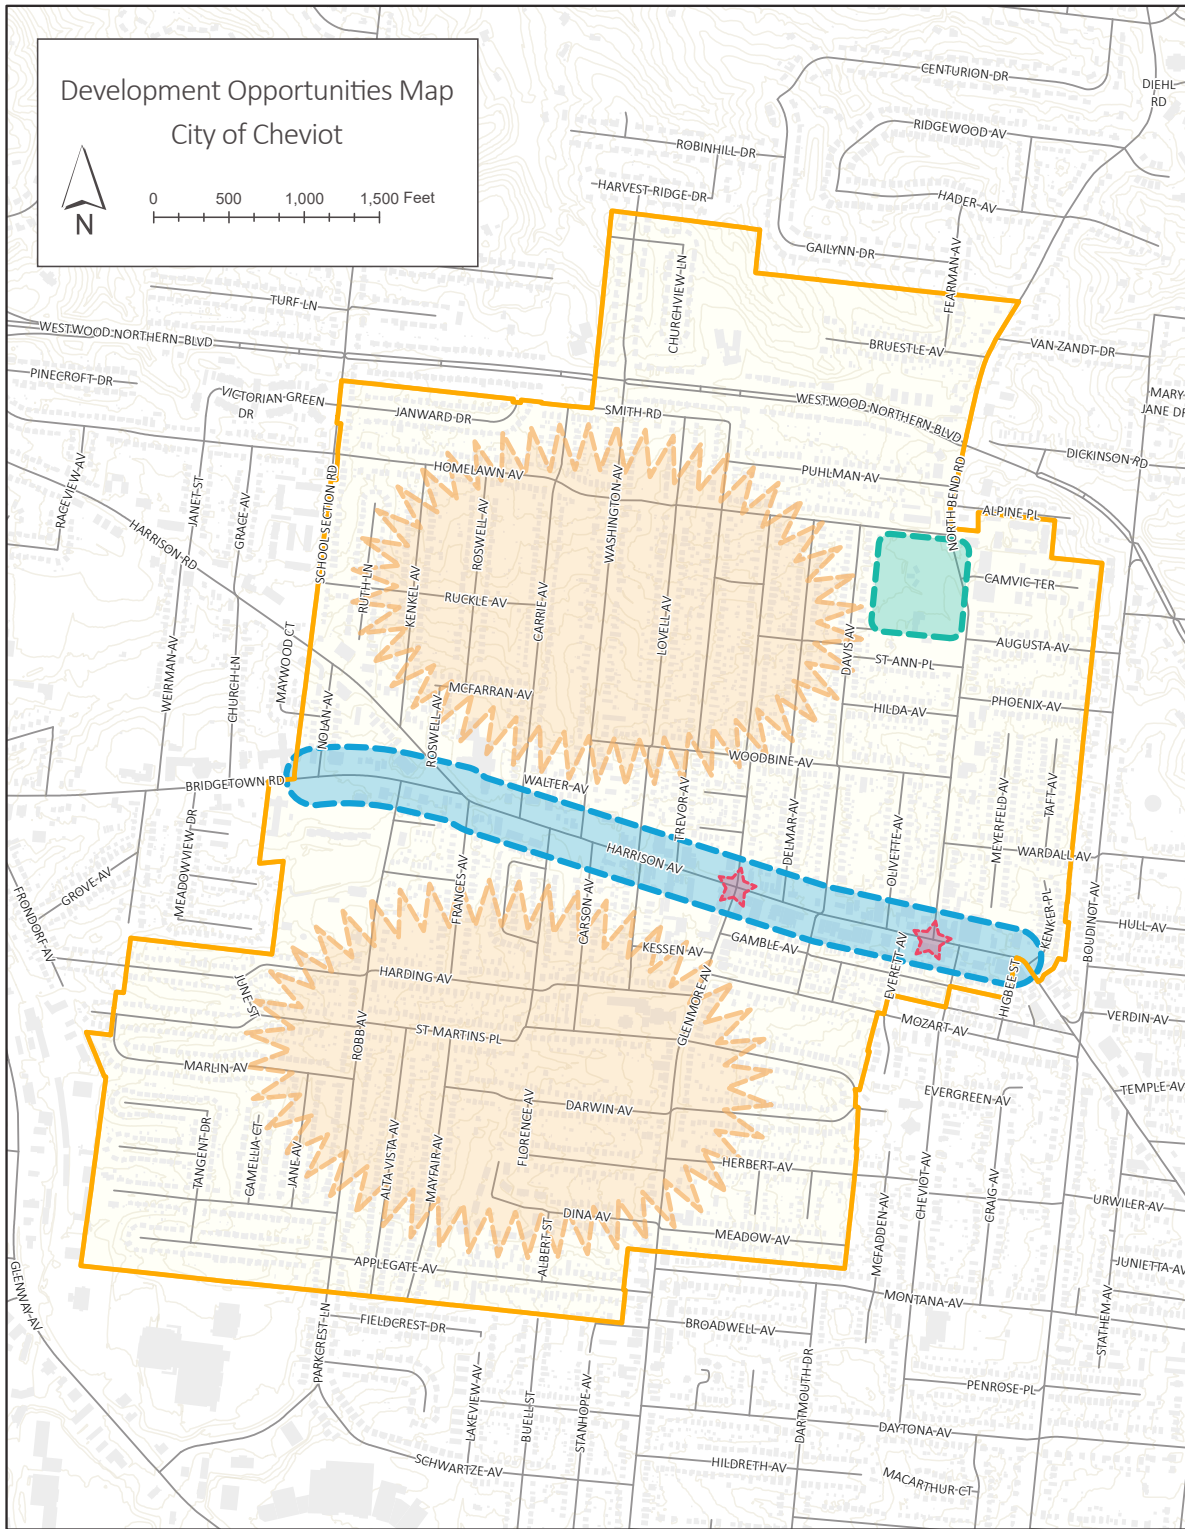 Development Opportunities Map
City of Cheviot
N
0 500 1,000 1,500 Feet
CENTURION DR
DIEHL
RD
RIDGEWOOD AV
ROBINHILL DR
HARVEST RIDGE DR
HADER AV
GAILYNN DR
FEARMAN AV
CHURCHVIEW LN
TURF LN
WESTWOOD NORTHERN BLVD
BRUESTLE AV
VAN ZANDT DR
PINECROFT DR
VICTORIAN GREEN
DR
JANWARD DR
SMITH RD
WESTWOOD NORTHERN BLVD
MARY
JANE DR
DICKINSON RD
HOMELAWN AV
PUHLMAN AV
RACEVIEW AV
JANET ST
GRACE AV
SCHOOL SECTION RD
ROSWELL AV
WASHINGTON AV
NORTH BEND RD
ALPINE PL
HARRISON RD
RUTH LN
KENKEL AV
RUCKLE AV
CARRIE AV
LOVELL AV
CAMVIC TER
DAVIS AV
AUGUSTA AV
ST ANN PL
WEIRMAN AV
CHURCH LN
MAYWOOD CT
MCFARRAN AV
HILDA AV
PHOENIX AV
NOLAN AV
ROSWELL AV
WOODBINE AV
BRIDGETOWN RD
WALTER AV
TREVOR AV
DELMAR AV
OLIVETTE AV
MEYERFELD AV
TAFT AV
MEADOWVIEW DR
HARRISON AV
WARDALL AV
GROVE AV
FRANCES AV
CARSON AV
KENKER PL
BOUDINOT AV
HULL AV
FRONDORF AV
KESSEN AV
GAMBLE AV
EVERETT AV
HIGBEE ST
JUNE ST
HARDING AV
GLENMORE AV
ROBB AV
ST MARTINS PL
MOZART AV
VERDIN AV
MARLIN AV
DARWIN AV
EVERGREEN AV
TEMPLE AV
TANGENT DR
CAMELLIA CT
JANE AV
ALTA VISTA AV
MAYFAIR AV
FLORENCE AV
HERBERT AV
MCFADDEN AV
CHEVIOT AV
CRAIG AV
URWILER AV
DINA AV
ALBERT ST
MEADOW AV
APPLEGATE AV
JUNIETTA AV
GLENWAY AV
PARKCREST LN
FIELDCREST DR
MONTANA AV
BROADWELL AV
STATHEM AV
LAKEVIEW AV
BUELL ST
STANHOPE AV
DARTMOUTH DR
PENROSE PL
DAYTONA AV
SCHWARTZE AV
HILDRETH AV
MACARTHUR CT